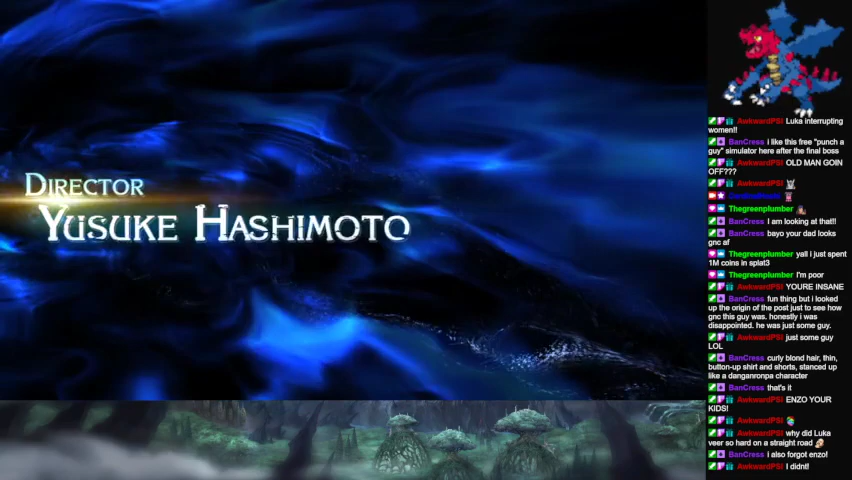 DIRECTOR
YUSUKE HASHIMOTO
AwkwardPSI Luka interrupting
women!!
BanCress i like this free "punch a
guy" simulator here after the final boss
AwkwardPSI OLD MAN GOIN
OFF???
AwkwardPSI
Thegreenplumber
BanCress I am looking at that!!
BanCress bayo your dad looks
gnc af
Thegreenplumber yall i just spent
1M coins in splat3
Thegreenplumber I'm poor
AwkwardPSI YOURE INSANE
BanCress fun thing but i looked
up the origin of the post just to see how
gnc this guy was. honestly i was
disappointed. he was just some guy.
AwkwardPSI just some guy
LOL
BanCress curly blond hair, thin,
button-up shirt and shorts, stanced up
like a danganronpa character
BanCress that's it
AwkwardPSI ENZO YOUR
KIDS!
AwkwardPSI
AwkwardPSI why did Luka
veer so hard on a straight road
BanCress i also forgot enzo!
AwkwardPSI I didnt!